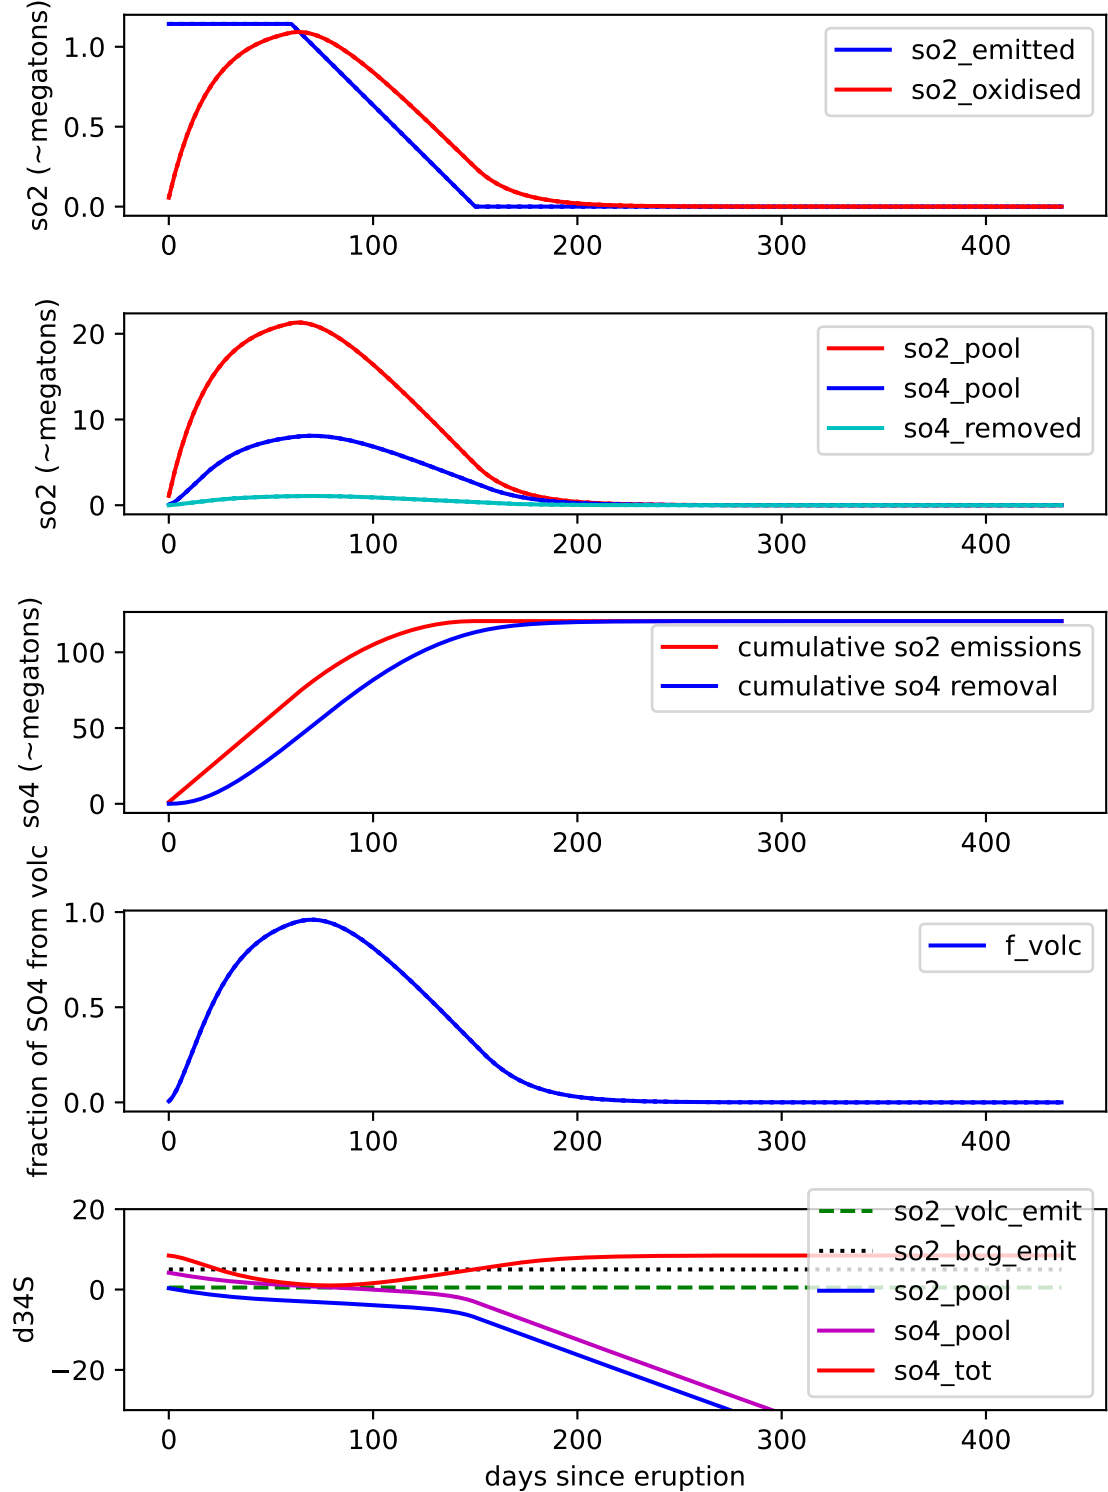 so2 (~megatons)
1.0
0.5
0.0
so2_emitted
so2_oxidised
0 100 200 300 400
so2 (~megatons)
20
10
0
so2_pool
so4_pool
so4_removed
0 100 200 300 400
so4 (~megatons)
100
50
0
cumulative so2 emissions
cumulative so4 removal
0 100 200 300 400
fraction of SO4 from volc
1.0
0.5
0.0
f_volc
0 100 200 300 400
d34S
20
0
−20
so2_volc_emit
so2_bcg_emit
so2_pool
so4_pool
so4_tot
0 100 200 300 400
days since eruption